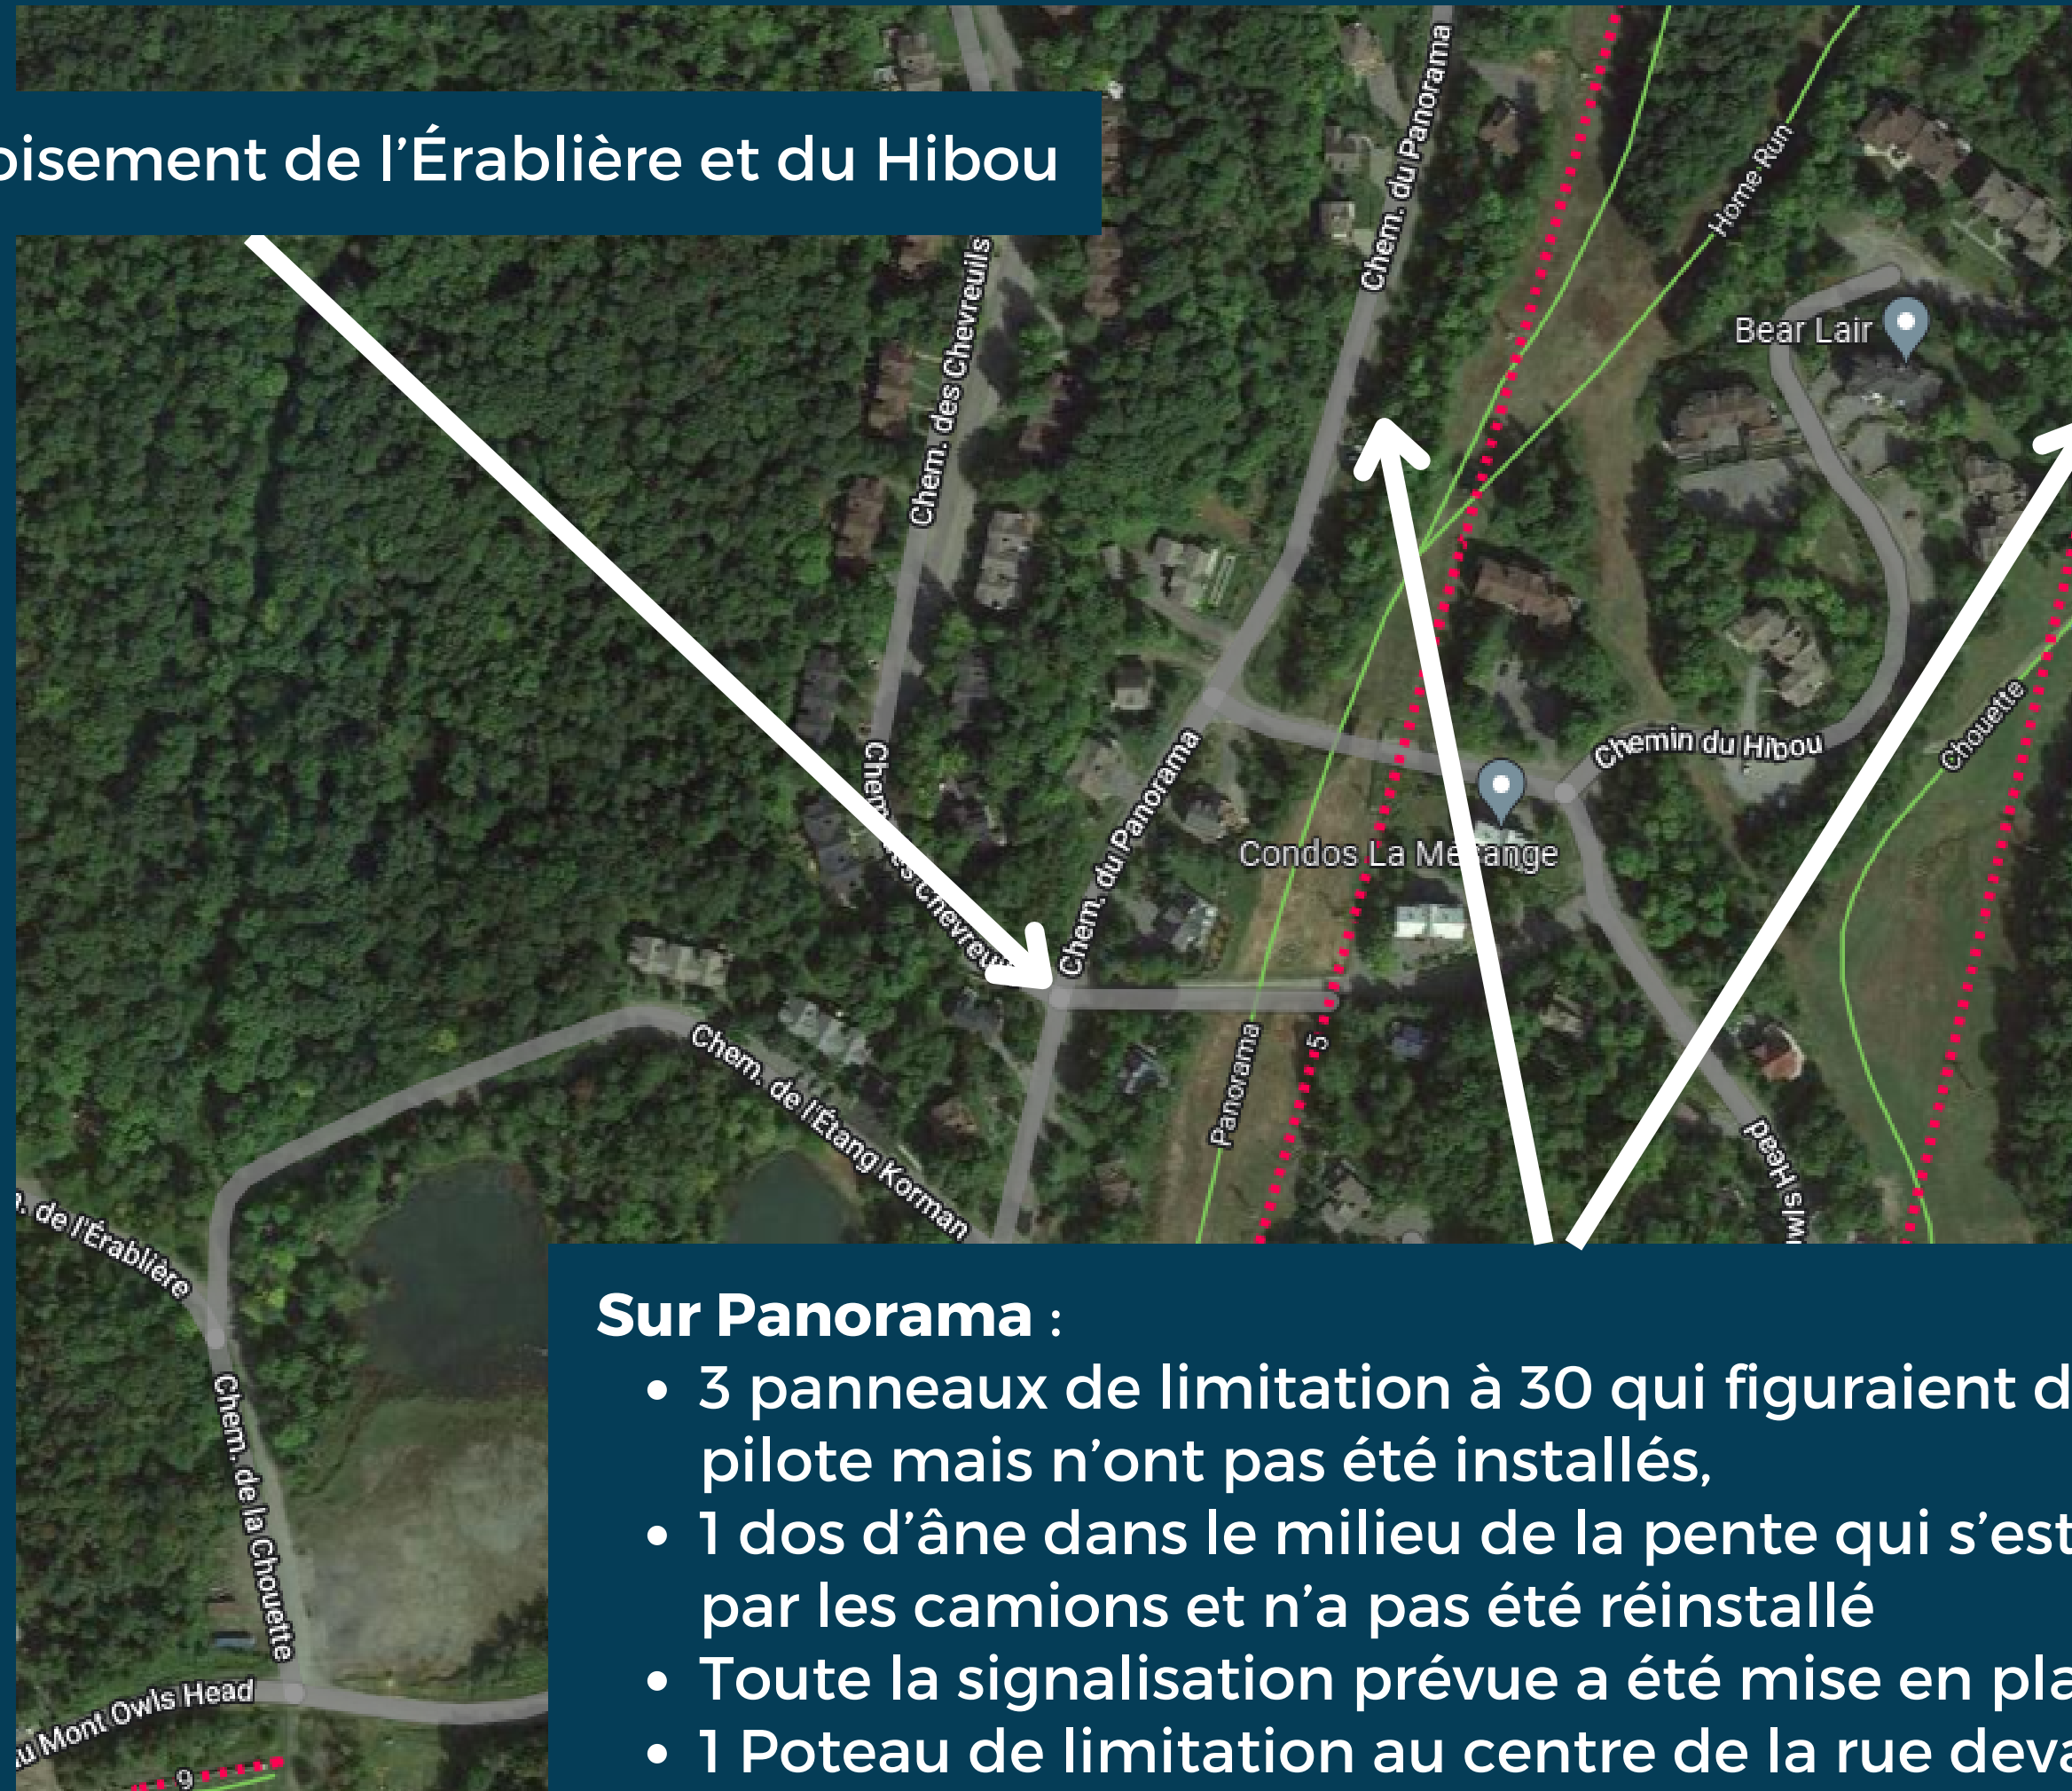 oisement de l’Érablière et du Hibou
Chem. du Panorama
Home Run
Chem. des Chevreuils
Bear Lair
Chemin du Hibou
Chouette
Chem. du Panorama
Condos La Mésange
Panorama
5
Chem. de l'Étang Korman
. de l'Érablière
Chem. de la Chouette
wls Head
Mont Owls Head
9
Sur Panorama :
• 3 panneaux de limitation à 30 qui figuraient d
pilote mais n’ont pas été installés,
• 1 dos d’âne dans le milieu de la pente qui s’est
par les camions et n’a pas été réinstallé
• Toute la signalisation prévue a été mise en pla
• 1 Poteau de limitation au centre de la rue deva